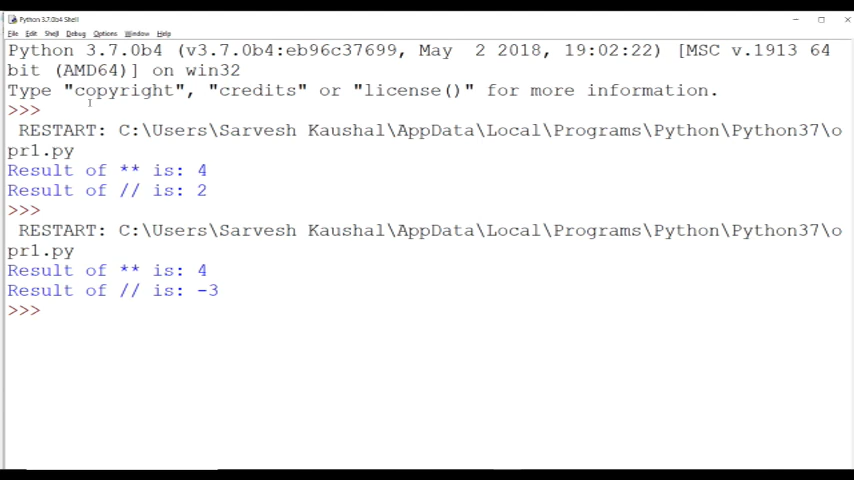 Python 3.7.0b4 Shell
File Edit Shell Debug Options Window Help
Python 3.7.0b4 (v3.7.0b4:eb96c37699, May  2 2018, 19:02:22) [MSC v.1913 64
bit (AMD64)] on win32
Type "copyright", "credits" or "license()" for more information.
>>>
 RESTART: C:\Users\Sarvesh Kaushal\AppData\Local\Programs\Python\Python37\o
pr1.py
Result of ** is: 4
Result of // is: 2
>>>
 RESTART: C:\Users\Sarvesh Kaushal\AppData\Local\Programs\Python\Python37\o
pr1.py
Result of ** is: 4
Result of // is: -3
>>>